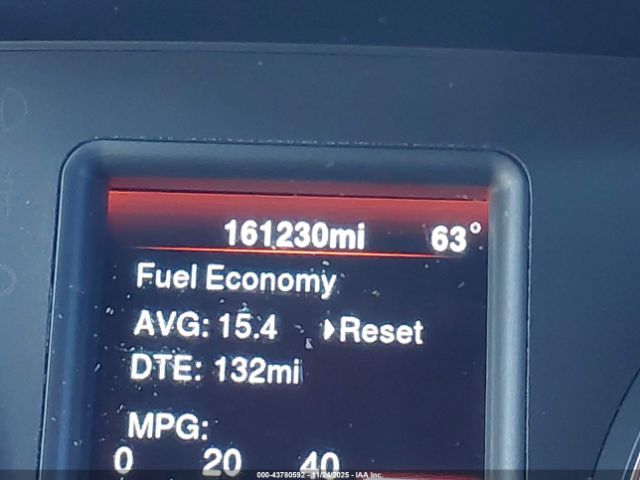 161230mi 63°
Fuel Economy
AVG: 15.4 Reset
DTE: 132mi
MPG:
0 20 40
000-43780592 - 11/24/2025 - IAA Inc.